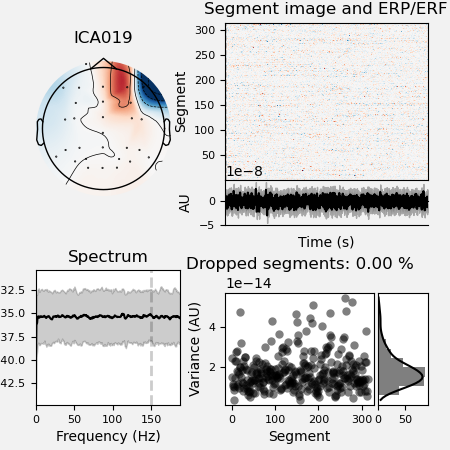 ICA019
Segment image and ERP/ERF
Segment
300
250
200
150
100
50
1e−8
AU
0
−5
Time (s)
Spectrum
32.5
35.0
37.5
40.0
42.5
0 50 100 150
Frequency (Hz)
Dropped segments: 0.00 %
1e−14
Variance (AU)
4
2
0 100 200 300
Segment
0 50